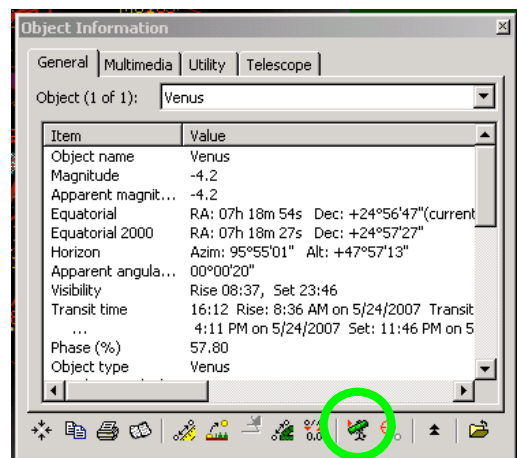 Object Information
General Multimedia Utility Telescope
Object (1 of 1): Venus
Item Value
Object name Venus
Magnitude -4.2
Apparent magnit... -4.2
Equatorial RA: 07h 18m 54s Dec: +24°56'47"(current
Equatorial 2000 RA: 07h 18m 27s Dec: +24°57'27"
Horizon Azim: 95°55'01" Alt: +47°57'13"
Apparent angula... 00°00'20"
Visibility Rise 08:37, Set 23:46
Transit time 16:12 Rise: 8:36 AM on 5/24/2007 Transit
... 4:11 PM on 5/24/2007 Set: 11:46 PM on 5
Phase (%) 57.80
Object type Venus